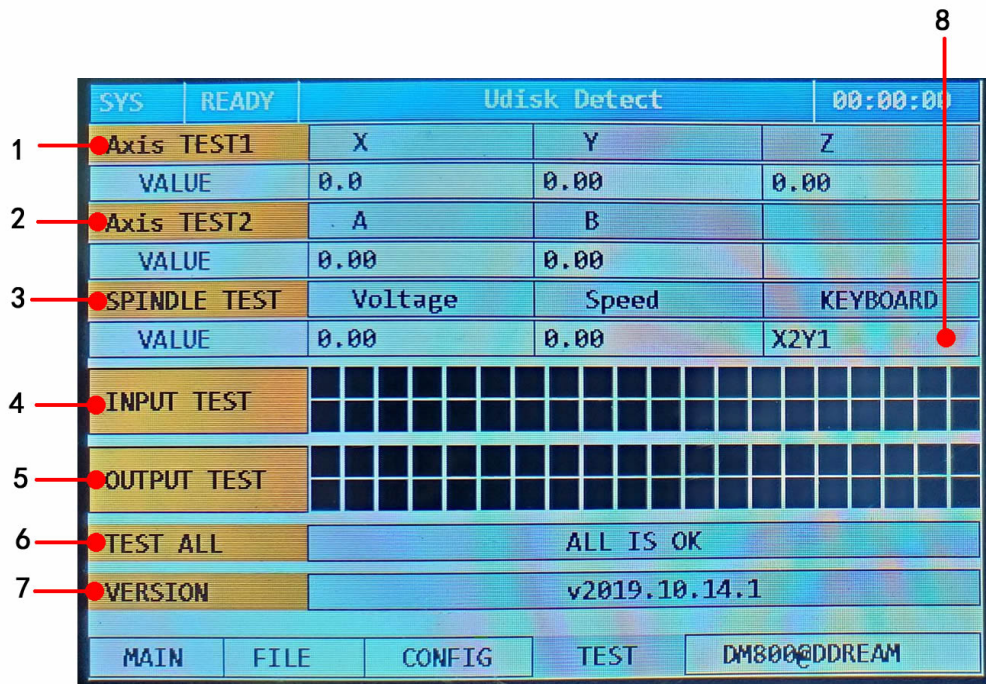 8
SYS READY Udisk Detect 00:00:00
1 Axis TEST1 X Y Z
VALUE 0.0 0.00 0.00
2 Axis TEST2 A B
VALUE 0.00 0.00
3 SPINDLE TEST Voltage Speed KEYBOARD
VALUE 0.00 0.00 X2Y1
4 INPUT TEST
5 OUTPUT TEST
6 TEST ALL ALL IS OK
7 VERSION v2019.10.14.1
MAIN FILE CONFIG TEST DM800@DDREAM